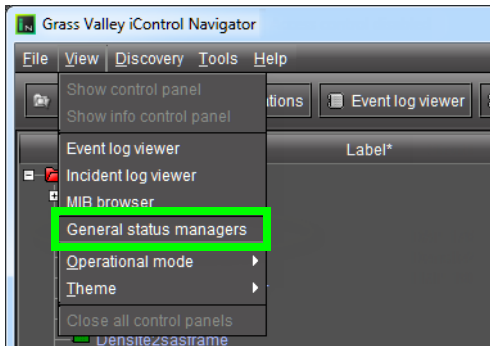 Grass Valley iControl Navigator
File View Discovery Tools Help
Show control panel
Show info control panel
Event log viewer
Label*
Event log viewer
Incident log viewer
MIB browser
General status managers
Operational mode
Theme
Close all control panels
Densite2sasframe